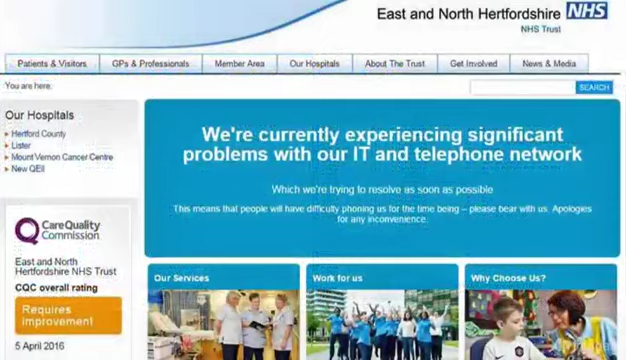 East and North Hertfordshire NHS
NHS Trust
Patients & Visitors
GPs & Professionals
Member Area
Our Hospitals
About The Trust
Get Involved
News & Media
You are here:
SEARCH
Our Hospitals
Hertford County
Lister
Mount Vernon Cancer Centre
New QEII
We're currently experiencing significant
problems with our IT and telephone network
Which we're trying to resolve as soon as possible
This means that people will have difficulty phoning us for the time being – please bear with us. Apologies
for any inconvenience.
CareQuality
Commission
East and North
Hertfordshire NHS Trust
CQC overall rating
Requires
improvement
5 April 2016
Our Services
Work for us
Why Choose Us?